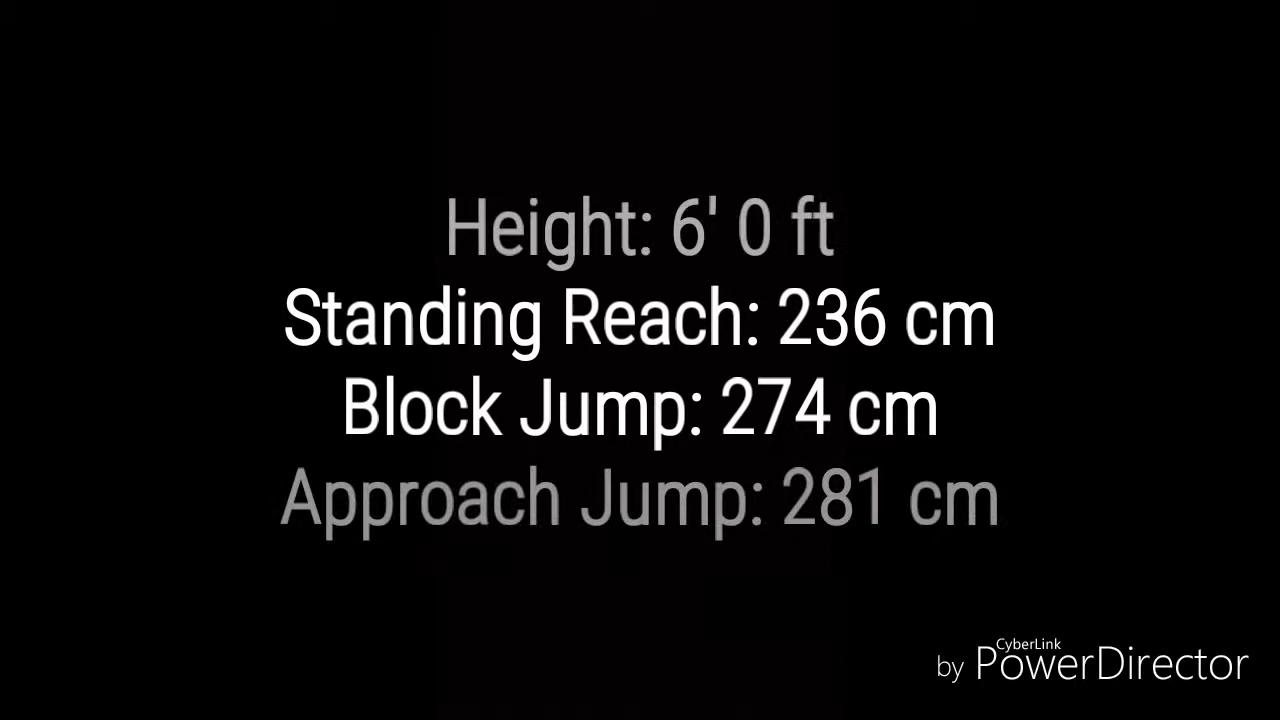 Height: 6' 0 ft
Standing Reach: 236 cm
Block Jump: 274 cm
Approach Jump: 281 cm
CyberLink
by PowerDirector